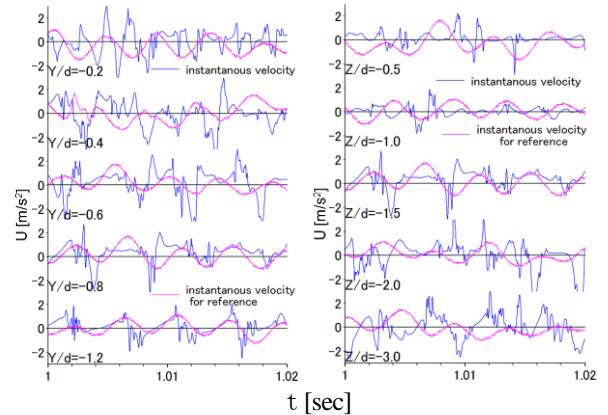 2
0
−2
Y/d=−0.2
instantanous velocity
2
0
2
Y/d=−0.4
2
0
2
Y/d=−0.6
2
0
2
Y/d=−0.8
instantanous velocity
for reference
2
0
−2
Y/d=−1.2
U [m/s²]
1
1.01
1.02
2
0
2
Z/d=−0.5
instantanous velocity
2
0
2
Z/d=−1.0
instantanous velocity
for reference
2
0
2
Z/d=−1.5
2
0
2
Z/d=−2.0
2
0
−2
Z/d=−3.0
U [m/s²]
1
1.01
1.02
t [sec]